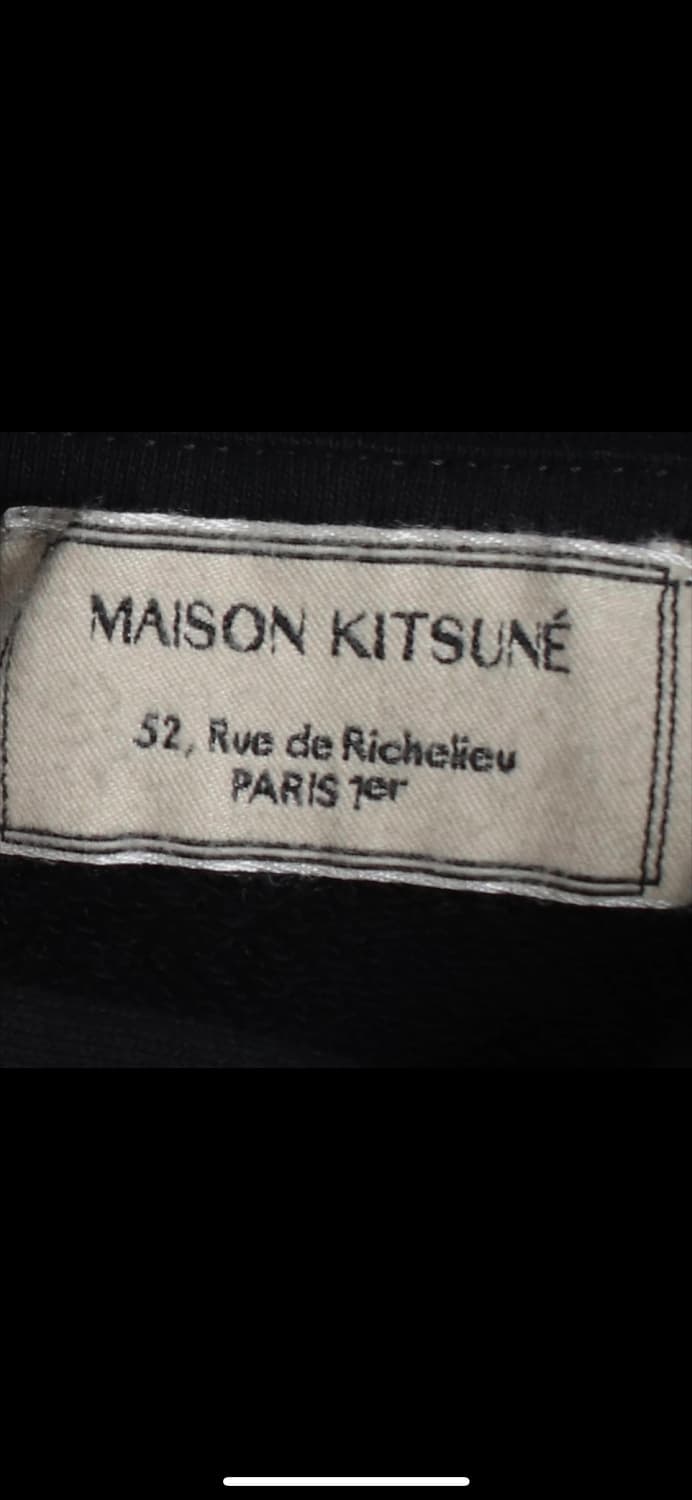 MAISON KITSUNÉ
52, Rue de Richelieu
PARIS 1er